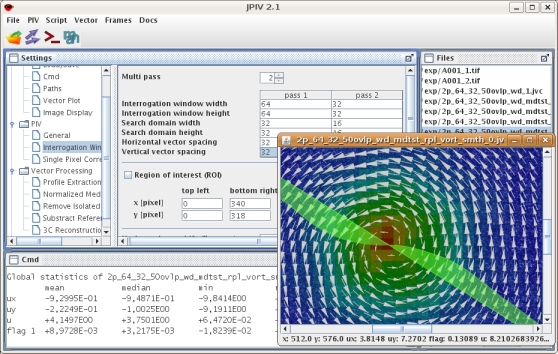 JPIV 2.1
File PIV Script Vector Frames Docs
Settings
Cmd
Paths
Vector Plot
Image Display
PIV
General
Interrogation Win
Single Pixel Corre
Vector Processing
Profile Extraction
Normalized Med
Remove Isolated
Substract Refere
3C Reconstructio
Multi pass 2
pass 1 pass 2
Interrogation window width 64 32
Interrogation window height 64 32
Search domain width 32 16
Search domain height 32 16
Horizontal vector spacing 32
Vertical vector spacing 32
Region of interest (ROI)
top left bottom right
x [pixel] 0 340
y [pixel] 0 318
Files
exp/A001_1.tif
exp/A001_2.tif
exp/2p_64_32_50ovlp_wd_1.jvc
exp/2p_64_32_50ovlp_wd_mdtst_
exp/2p_64_32_50ovlp_wd_mdtst_
2p_64_32_50ovlp_wd_mdtst_rpl_vort_smth_0.jv
x: 512.0 y: 576.0 ux: 3.8148 uy: 7.2702 flag: 0.13089 u: 8.2102683926...
Cmd
Global statistics of 2p_64_32_50ovlp_wd_mdtst_rpl_vort_sm
mean median min
ux -9,2995E-01 -9,4871E-01 -9,9841E00
uy -2,2249E-01 -1,0025E00 -9,1911E00
u +4,1497E00 +3,7501E00 +6,4720E-02
flag 1 +8,9728E-03 +3,2175E-03 -1,8239E-02